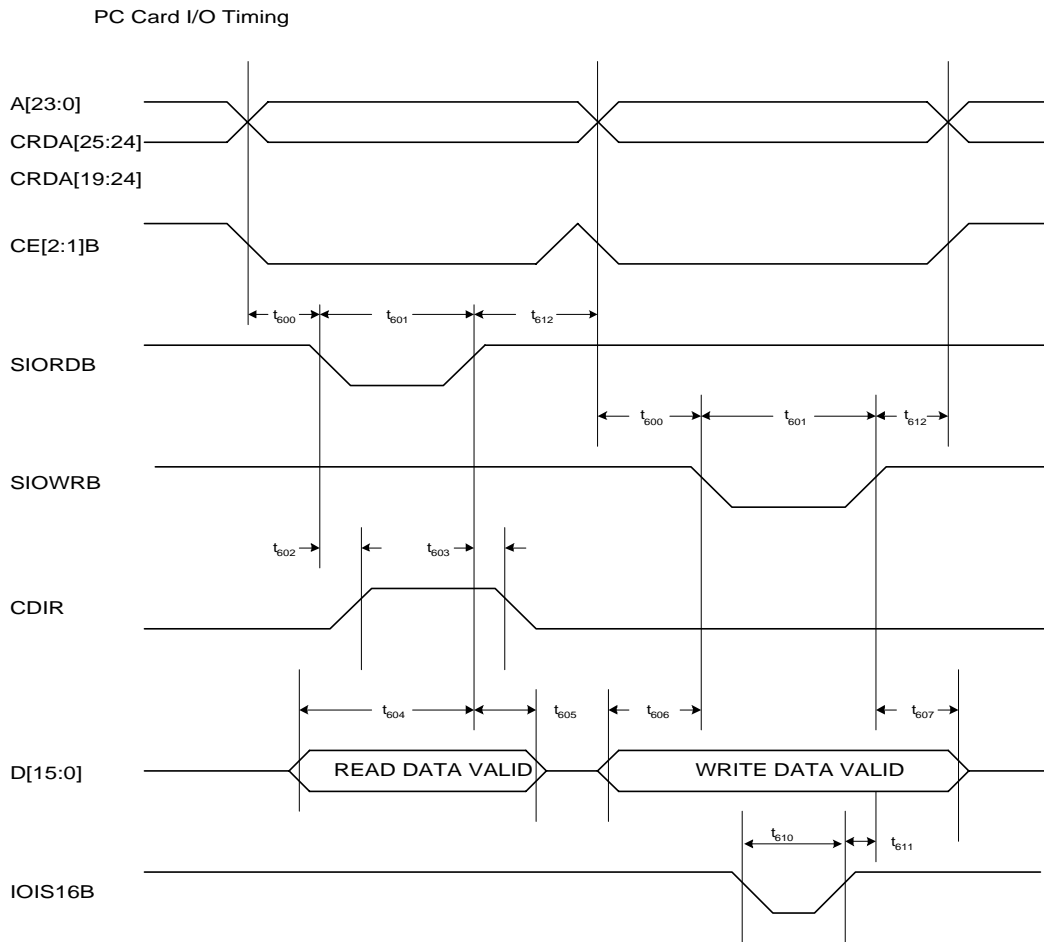 PC Card I/O Timing
A[23:0]
CRDA[25:24]
CRDA[19:24]
CE[2:1]B
t600 t601 t612
SIORDB
t600 t601 t612
SIOWRB
t602 t603
CDIR
t604 t605 t606 t607
D[15:0] READ DATA VALID WRITE DATA VALID
t610 t611
IOIS16B